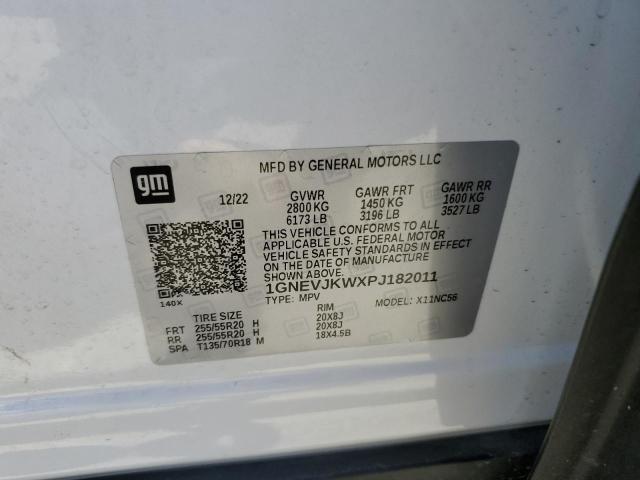 gm
MFD BY GENERAL MOTORS LLC
12/22 GVWR GAWR FRT GAWR RR
2800 KG 1450 KG 1600 KG
6173 LB 3196 LB 3527 LB
THIS VEHICLE CONFORMS TO ALL
APPLICABLE U.S. FEDERAL MOTOR
VEHICLE SAFETY STANDARDS IN EFFECT
ON THE DATE OF MANUFACTURE
SHOWN ABOVE.
1GNEVJKWXPJ182011
140X TYPE: MPV MODEL: X11NC56
TIRE SIZE RIM
FRT 255/55R20 H 20X8J
RR 255/55R20 H 20X8J
SPA T135/70R18 M 18X4.5B